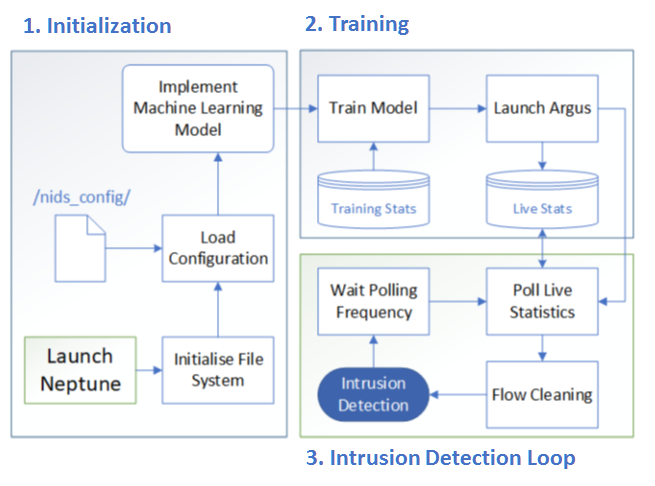 1. Initialization
Implement
Machine Learning
Model
/nids_config/
Load
Configuration
Launch
Neptune
Initialise File
System
2. Training
Train Model
Launch Argus
Training Stats
Live Stats
Wait Polling
Frequency
Poll Live
Statistics
Intrusion
Detection
Flow Cleaning
3. Intrusion Detection Loop